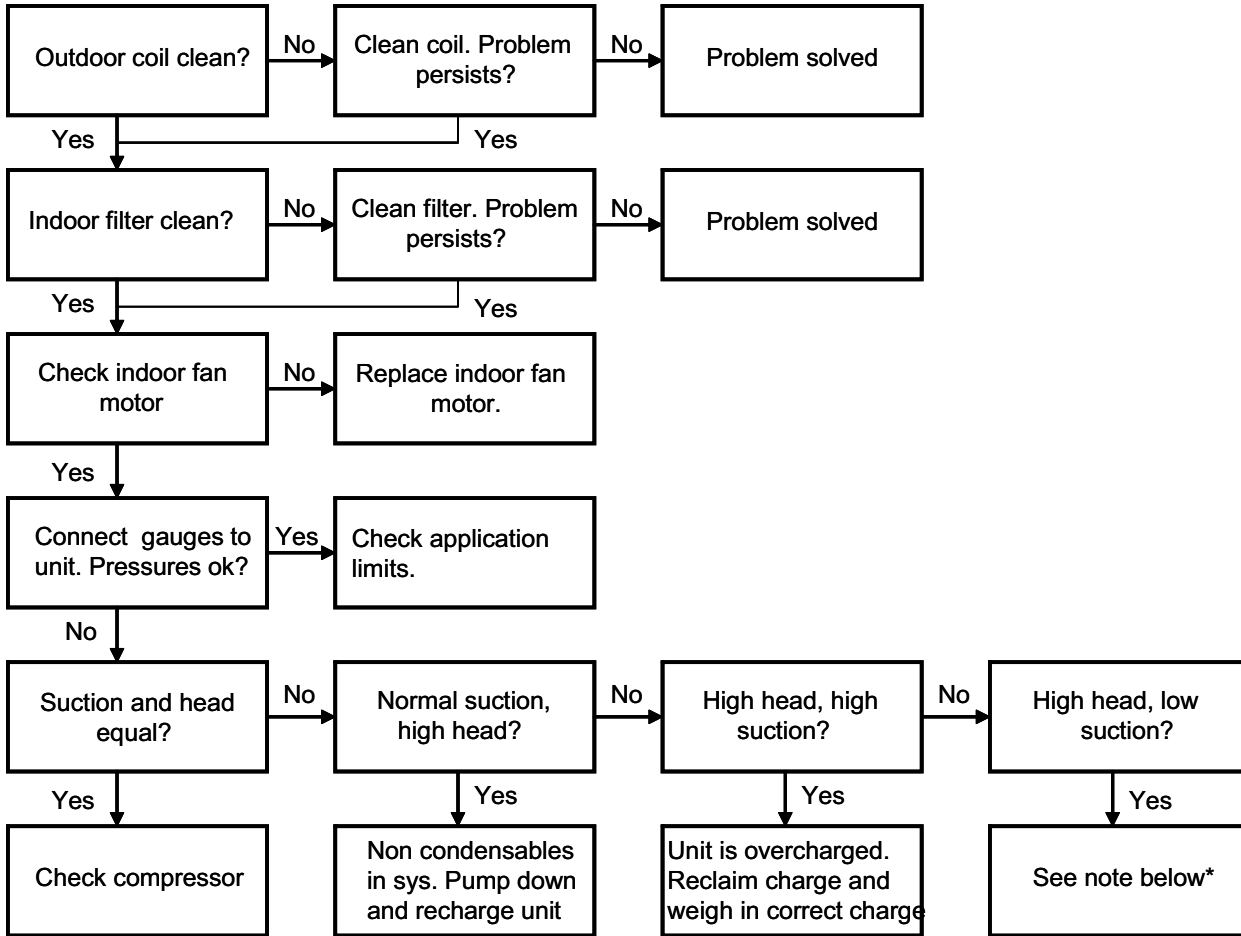 Outdoor coil clean?
No
Clean coil. Problem
persists?
No
Problem solved
Yes
Yes
Indoor filter clean?
No
Clean filter. Problem
persists?
No
Problem solved
Yes
Yes
Check indoor fan
motor
No
Replace indoor fan
motor.
Yes
Connect gauges to
unit. Pressures ok?
Yes
Check application
limits.
No
Suction and head
equal?
No
Normal suction,
high head?
No
High head, high
suction?
No
High head, low
suction?
Yes
Yes
Yes
Yes
Check compressor
Non condensables
in sys. Pump down
and recharge unit
Unit is overcharged.
Reclaim charge and
weigh in correct charge
See note below*